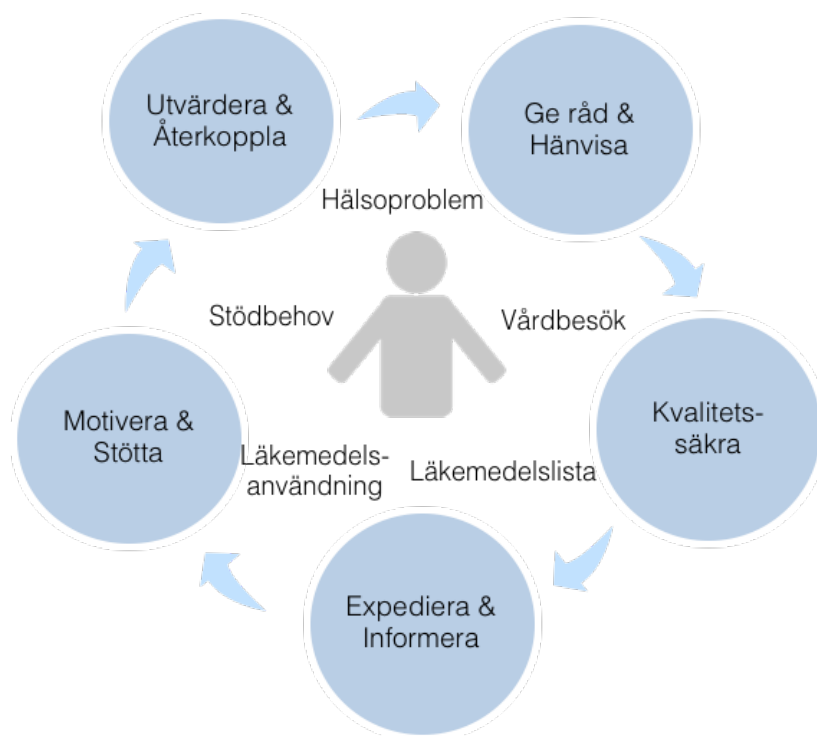 Utvärdera &
Återkoppla
Ge råd &
Hänvisa
Hälsoproblem
Stödbehov
Vårdbesök
Motivera &
Stötta
Kvalitets-
säkra
Läkemedels-
användning
Läkemedelslista
Expediera &
Informera